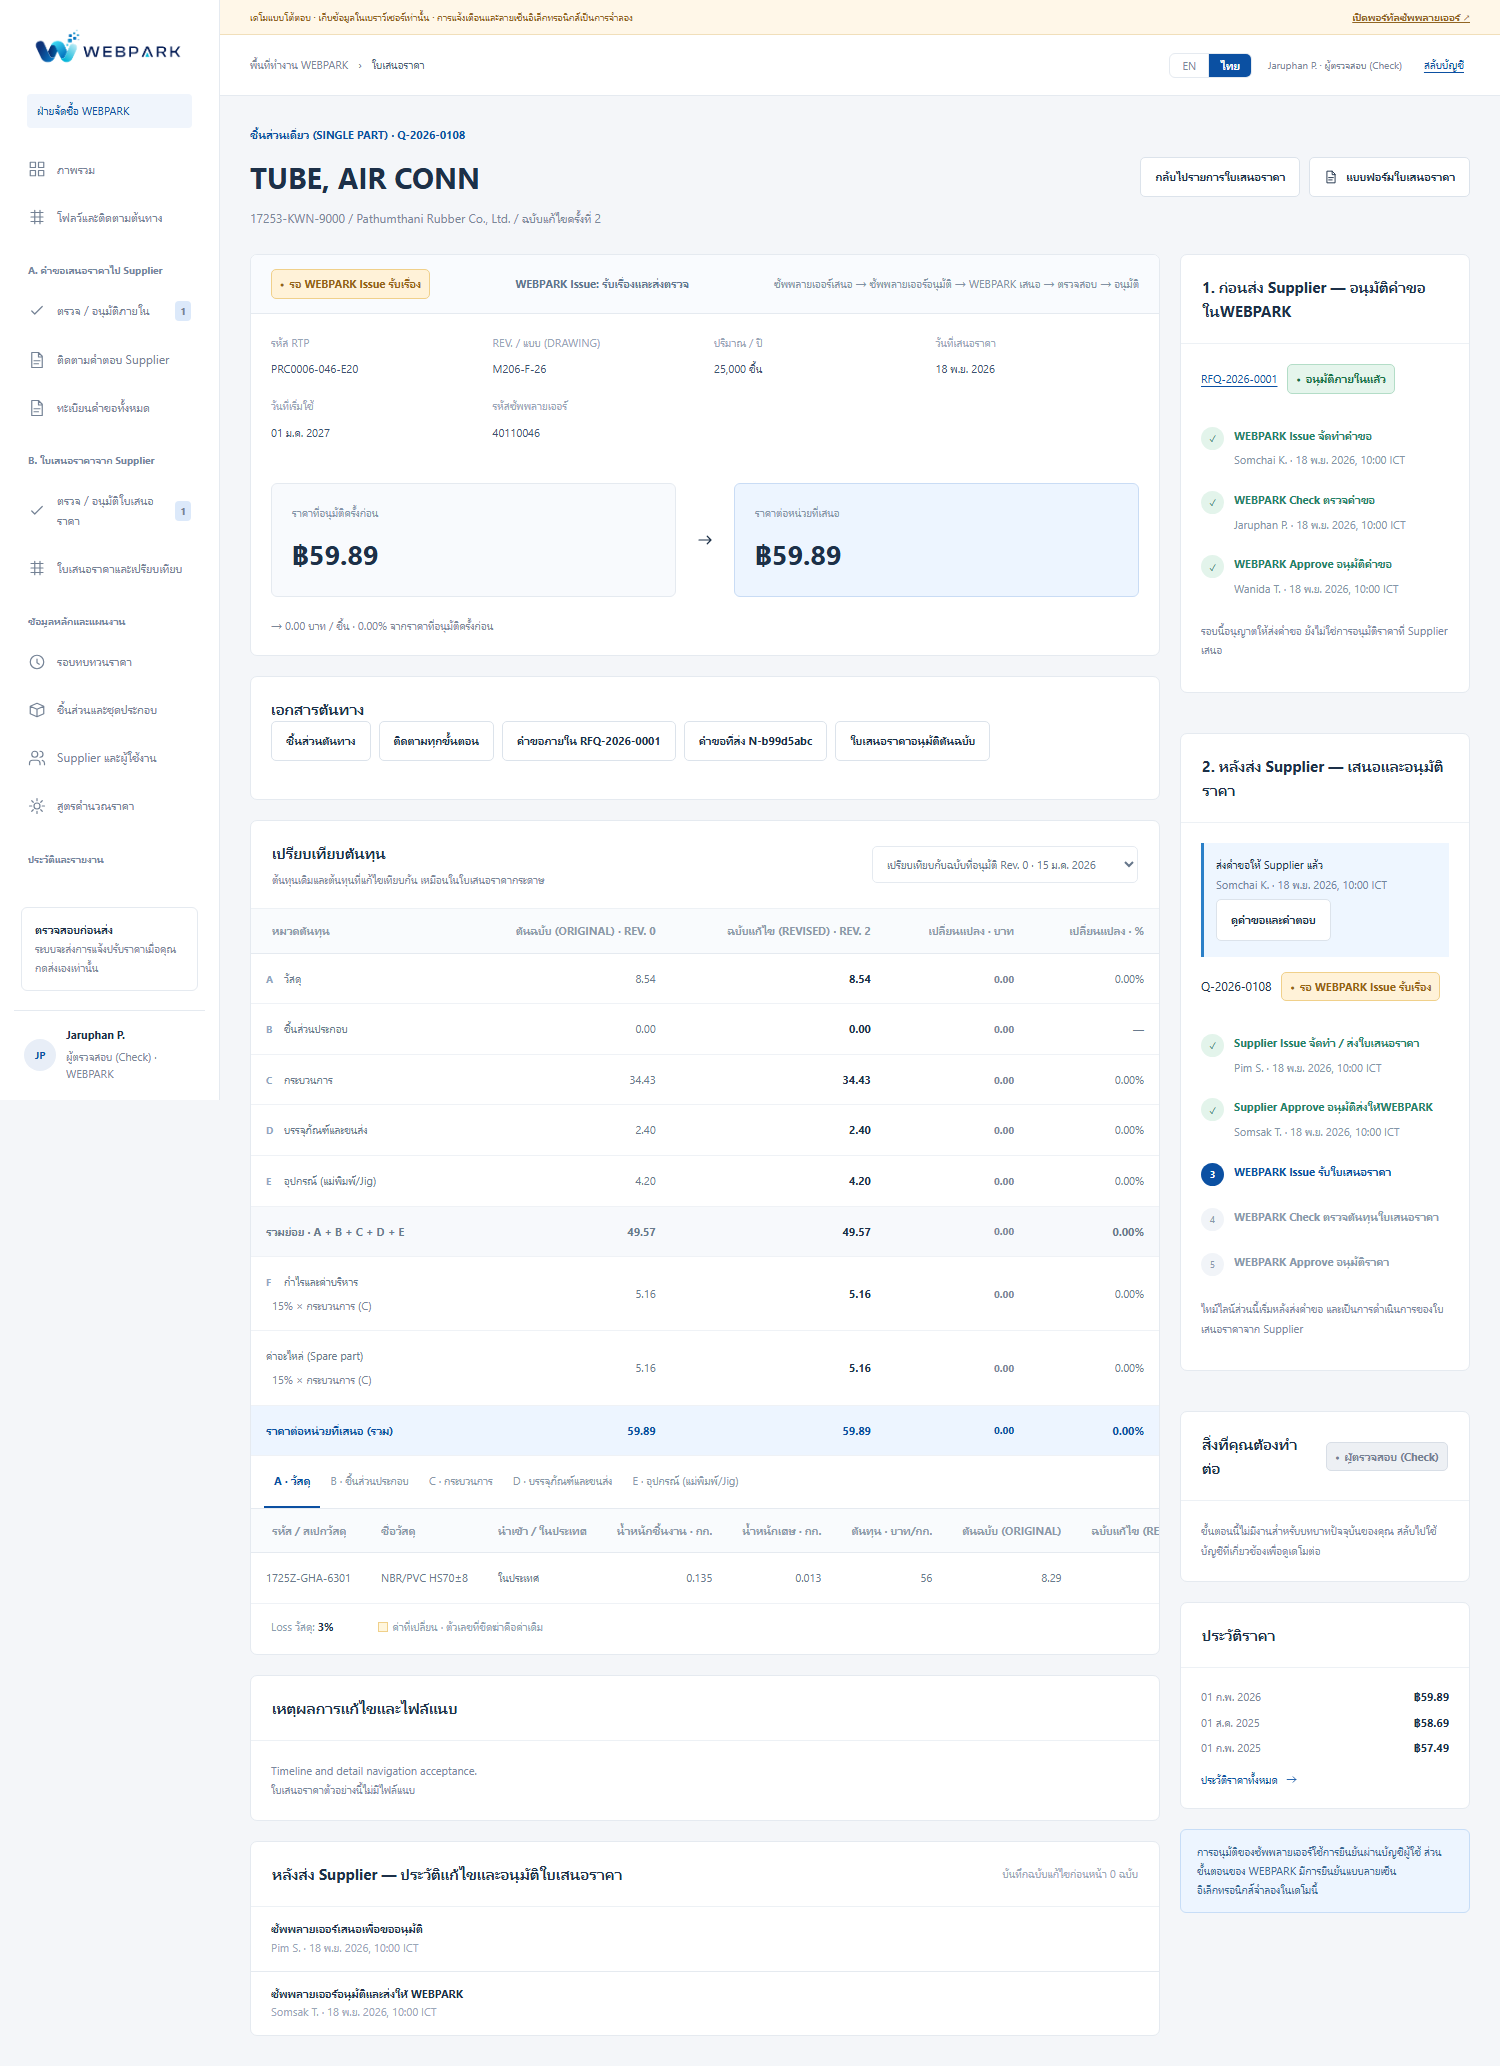 WEBPARK
ฝ่ายจัดซื้อ WEBPARK
ภาพรวม
โฟลว์และติดตามต้นทาง
A. คำขอเสนอราคาไป Supplier
ตรวจ / อนุมัติภายใน 1
ติดตามคำตอบ Supplier
ทะเบียนคำขอทั้งหมด
B. ใบเสนอราคาจาก Supplier
ตรวจ / อนุมัติใบเสนอ
ราคา 1
ใบเสนอราคาและเปรียบเทียบ
ข้อมูลหลักและแผนงาน
รอบทบทวนราคา
ชิ้นส่วนและชุดประกอบ
Supplier และผู้ใช้งาน
สูตรคำนวณราคา
ประวัติและรายงาน
ตรวจสอบก่อนส่ง
ระบบจะส่งการแจ้งปรับราคาเมื่อคุณ
กดส่งเองเท่านั้น
JP
Jaruphan P.
ผู้ตรวจสอบ (Check) ·
WEBPARK
เดโมแบบโต้ตอบ · เก็บข้อมูลในเบราว์เซอร์เท่านั้น · การแจ้งเตือนและลายเซ็นอิเล็กทรอนิกส์เป็นการจำลอง
เปิดพอร์ทัลซัพพลายเออร์ ↗
พื้นที่ทำงาน WEBPARK › ใบเสนอราคา
EN ไทย Jaruphan P. · ผู้ตรวจสอบ (Check) สลับบัญชี
ชิ้นส่วนเดี่ยว (SINGLE PART) · Q-2026-0108
TUBE, AIR CONN
กลับไปรายการใบเสนอราคา แบบฟอร์มใบเสนอราคา
17253-KWN-9000 / Pathumthani Rubber Co., Ltd. / ฉบับแก้ไขครั้งที่ 2
• รอ WEBPARK Issue รับเรื่อง WEBPARK Issue: รับเรื่องและส่งตรวจ ซัพพลายเออร์เสนอ → ซัพพลายเออร์อนุมัติ → WEBPARK เสนอ → ตรวจสอบ → อนุมัติ
รหัส RTP REV. / แบบ (DRAWING) ปริมาณ / ปี วันที่เสนอราคา
PRC0006-046-E20 M206-F-26 25,000 ชิ้น 18 พ.ย. 2026
วันที่เริ่มใช้ รหัสซัพพลายเออร์
01 ม.ค. 2027 40110046
ราคาที่อนุมัติครั้งก่อน
฿59.89
→
ราคาต่อหน่วยที่เสนอ
฿59.89
→ 0.00 บาท / ชิ้น · 0.00% จากราคาที่อนุมัติครั้งก่อน
เอกสารต้นทาง
ชิ้นส่วนต้นทาง ติดตามทุกขั้นตอน คำขอภายใน RFQ-2026-0001 คำขอที่ส่ง N-b99d5abc ใบเสนอราคาอนุมัติต้นฉบับ
เปรียบเทียบต้นทุน
ต้นทุนเดิมและต้นทุนที่แก้ไขเทียบกัน เหมือนในใบเสนอราคากระดาษ
เปรียบเทียบกับฉบับที่อนุมัติ Rev. 0 · 15 ม.ค. 2026
หมวดต้นทุน ต้นฉบับ (ORIGINAL) · REV. 0 ฉบับแก้ไข (REVISED) · REV. 2 เปลี่ยนแปลง · บาท เปลี่ยนแปลง · %
A วัสดุ 8.54 8.54 0.00 0.00%
B ชิ้นส่วนประกอบ 0.00 0.00 0.00 —
C กระบวนการ 34.43 34.43 0.00 0.00%
D บรรจุภัณฑ์และขนส่ง 2.40 2.40 0.00 0.00%
E อุปกรณ์ (แม่พิมพ์/Jig) 4.20 4.20 0.00 0.00%
รวมย่อย · A + B + C + D + E 49.57 49.57 0.00 0.00%
F กำไรและค่าบริหาร
15% × กระบวนการ (C) 5.16 5.16 0.00 0.00%
ค่าอะไหล่ (Spare part)
15% × กระบวนการ (C) 5.16 5.16 0.00 0.00%
ราคาต่อหน่วยที่เสนอ (รวม) 59.89 59.89 0.00 0.00%
A · วัสดุ B · ชิ้นส่วนประกอบ C · กระบวนการ D · บรรจุภัณฑ์และขนส่ง E · อุปกรณ์ (แม่พิมพ์/Jig)
รหัส / สเปกวัสดุ ชื่อวัสดุ นำเข้า / ในประเทศ น้ำหนักชิ้นงาน · กก. น้ำหนักเศษ · กก. ต้นทุน · บาท/กก. ต้นฉบับ (ORIGINAL) ฉบับแก้ไข (RE
1725Z-GHA-6301 NBR/PVC HS70±8 ในประเทศ 0.135 0.013 56 8.29
Loss วัสดุ: 3% ค่าที่เปลี่ยน · ตัวเลขที่ขีดฆ่าคือค่าเดิม
เหตุผลการแก้ไขและไฟล์แนบ
Timeline and detail navigation acceptance.
ใบเสนอราคาตัวอย่างนี้ไม่มีไฟล์แนบ
หลังส่ง Supplier — ประวัติแก้ไขและอนุมัติใบเสนอราคา บันทึกฉบับแก้ไขก่อนหน้า 0 ฉบับ
ซัพพลายเออร์เสนอเพื่อขออนุมัติ
Pim S. · 18 พ.ย. 2026, 10:00 ICT
ซัพพลายเออร์อนุมัติและส่งให้ WEBPARK
Somsak T. · 18 พ.ย. 2026, 10:00 ICT
1. ก่อนส่ง Supplier — อนุมัติคำขอ
ในWEBPARK
RFQ-2026-0001 • อนุมัติภายในแล้ว
✓ WEBPARK Issue จัดทำคำขอ
Somchai K. · 18 พ.ย. 2026, 10:00 ICT
✓ WEBPARK Check ตรวจคำขอ
Jaruphan P. · 18 พ.ย. 2026, 10:00 ICT
✓ WEBPARK Approve อนุมัติคำขอ
Wanida T. · 18 พ.ย. 2026, 10:00 ICT
รอบนี้อนุญาตให้ส่งคำขอ ยังไม่ใช่การอนุมัติราคาที่ Supplier
เสนอ
2. หลังส่ง Supplier — เสนอและอนุมัติ
ราคา
ส่งคำขอให้ Supplier แล้ว
Somchai K. · 18 พ.ย. 2026, 10:00 ICT
ดูคำขอและคำตอบ
Q-2026-0108 • รอ WEBPARK Issue รับเรื่อง
✓ Supplier Issue จัดทำ / ส่งใบเสนอราคา
Pim S. · 18 พ.ย. 2026, 10:00 ICT
✓ Supplier Approve อนุมัติส่งให้WEBPARK
Somsak T. · 18 พ.ย. 2026, 10:00 ICT
3 WEBPARK Issue รับใบเสนอราคา
4 WEBPARK Check ตรวจต้นทุนใบเสนอราคา
5 WEBPARK Approve อนุมัติราคา
ไทม์ไลน์ส่วนนี้เริ่มหลังส่งคำขอ และเป็นการดำเนินการของใบ
เสนอราคาจาก Supplier
สิ่งที่คุณต้องทำ
ต่อ
• ผู้ตรวจสอบ (Check)
ขั้นตอนนี้ไม่มีงานสำหรับบทบาทปัจจุบันของคุณ สลับไปใช้
บัญชีที่เกี่ยวข้องเพื่อดูเดโมต่อ
ประวัติราคา
01 ก.พ. 2026 ฿59.89
01 ส.ค. 2025 ฿58.69
01 ก.พ. 2025 ฿57.49
ประวัติราคาทั้งหมด →
การอนุมัติของซัพพลายเออร์ใช้การยืนยันผ่านบัญชีผู้ใช้ ส่วน
ขั้นตอนของ WEBPARK มีการยืนยันแบบลายเซ็น
อิเล็กทรอนิกส์จำลองในเดโมนี้